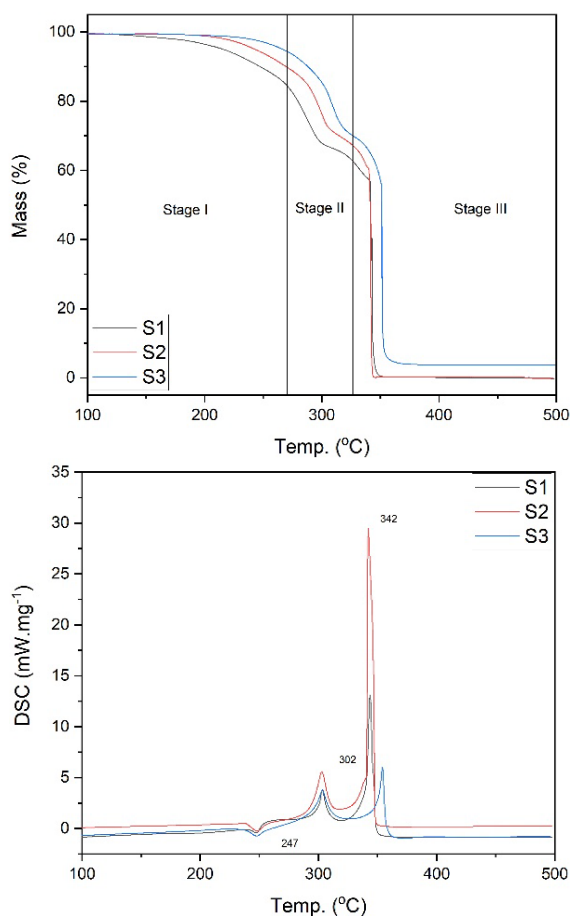 100
80
60
40
20
0
Mass (%)
Stage I
Stage II
Stage III
S1
S2
S3
100
200
300
400
500
Temp. (°C)
35
30
25
20
15
10
5
0
DSC (mW.mg-1)
342
302
247
S1
S2
S3
100
200
300
400
500
Temp. (°C)